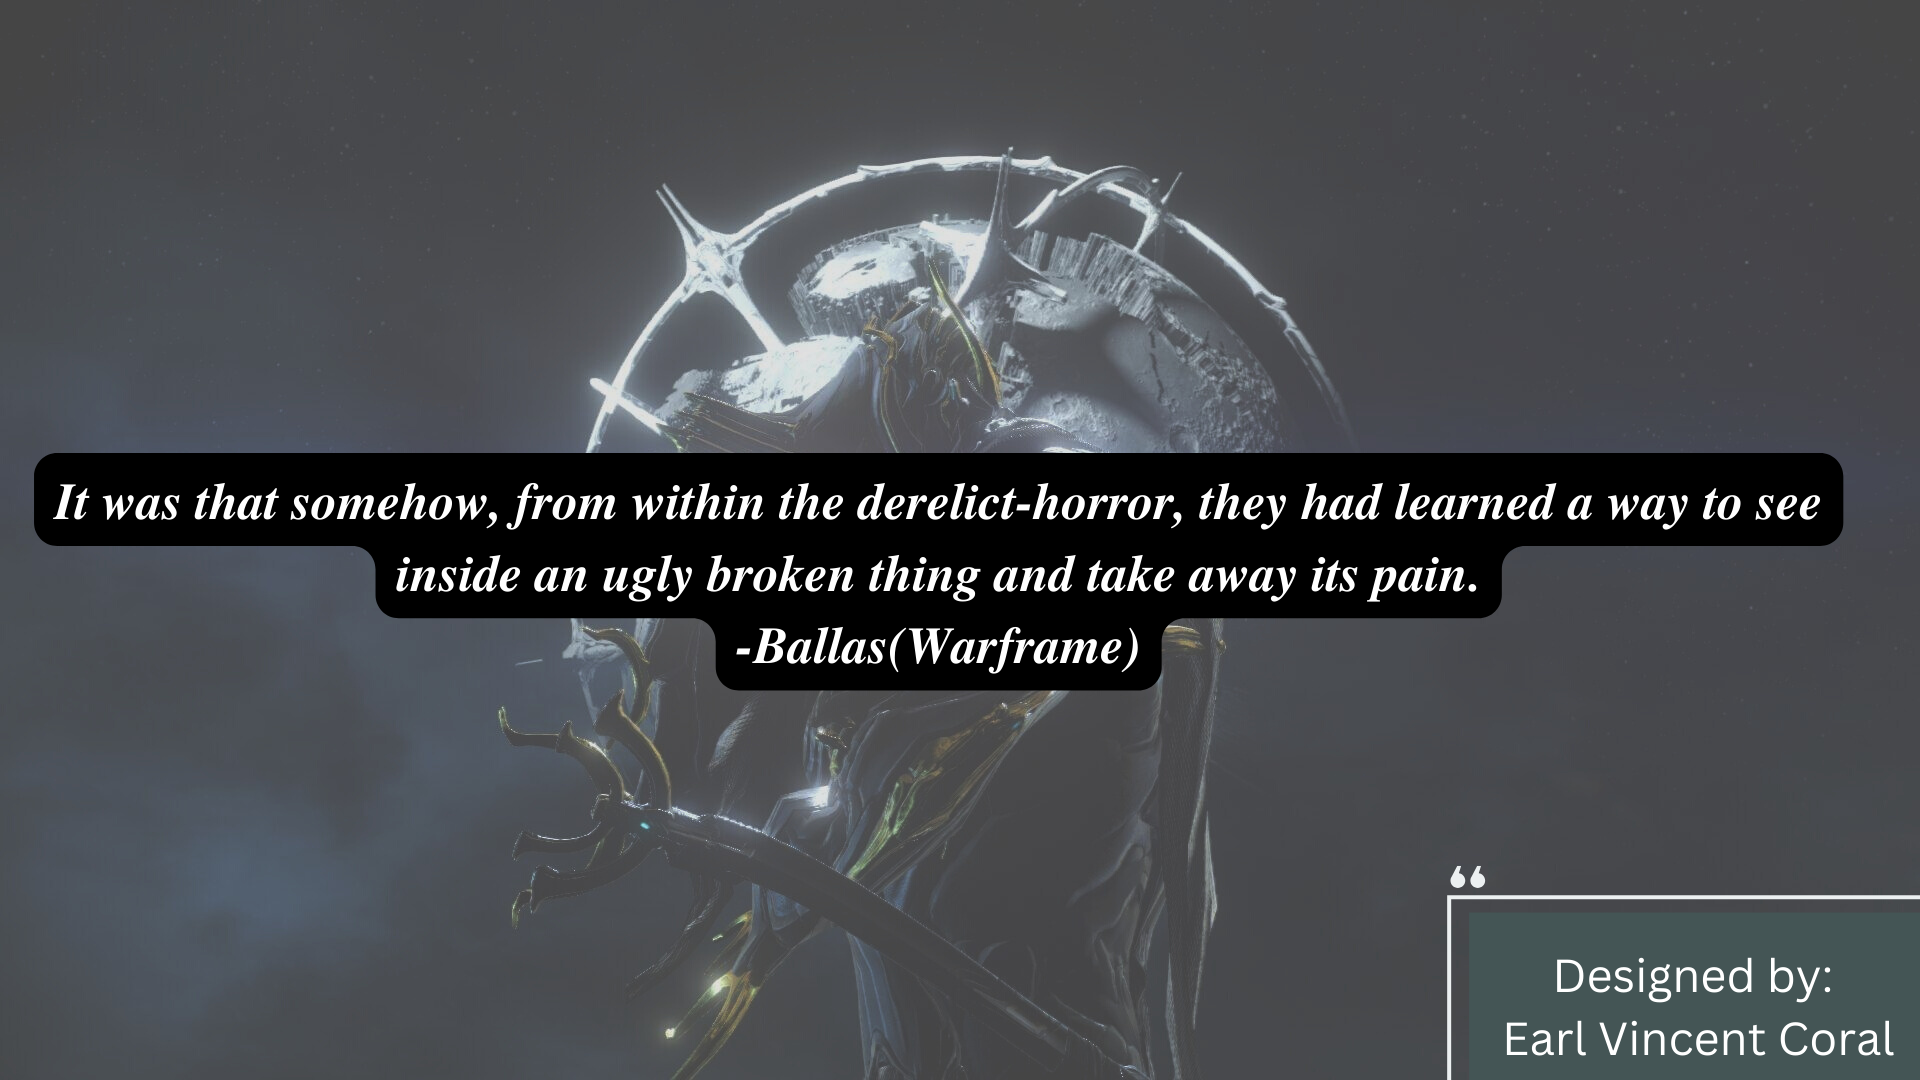 It was that somehow, from within the derelict-horror, they had learned a way to see
inside an ugly broken thing and take away its pain.
-Ballas(Warframe)
“
Designed by:
Earl Vincent Coral